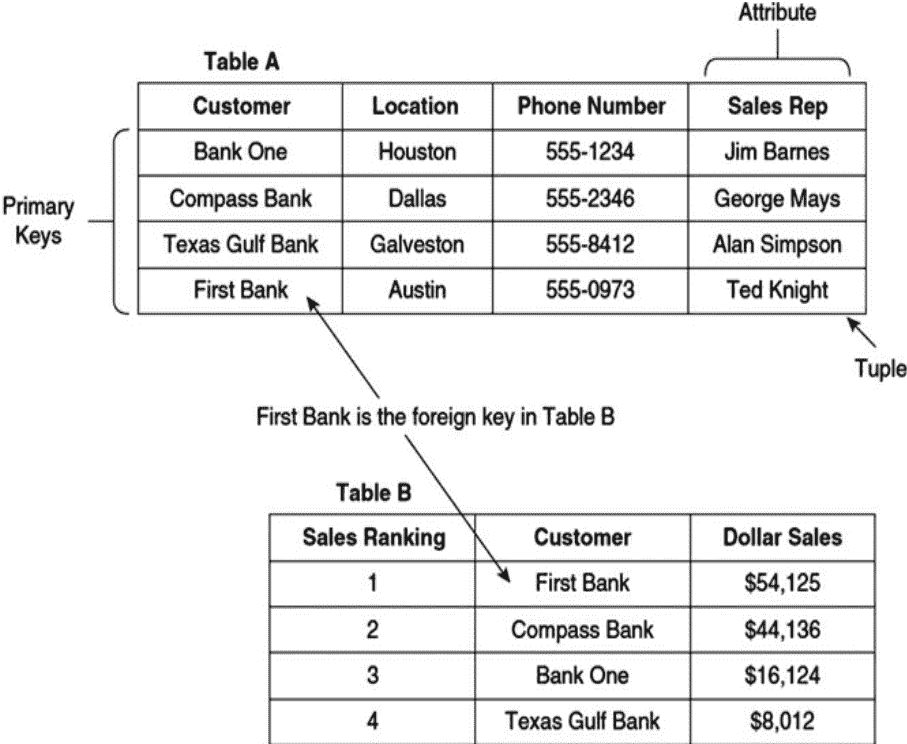 Attribute
Table A
Customer Location Phone Number Sales Rep
Bank One Houston 555-1234 Jim Barnes
Compass Bank Dallas 555-2346 George Mays
Texas Gulf Bank Galveston 555-8412 Alan Simpson
First Bank Austin 555-0973 Ted Knight
Primary
Keys
Tuple
First Bank is the foreign key in Table B
Table B
Sales Ranking Customer Dollar Sales
1 First Bank $54,125
2 Compass Bank $44,136
3 Bank One $16,124
4 Texas Gulf Bank $8,012